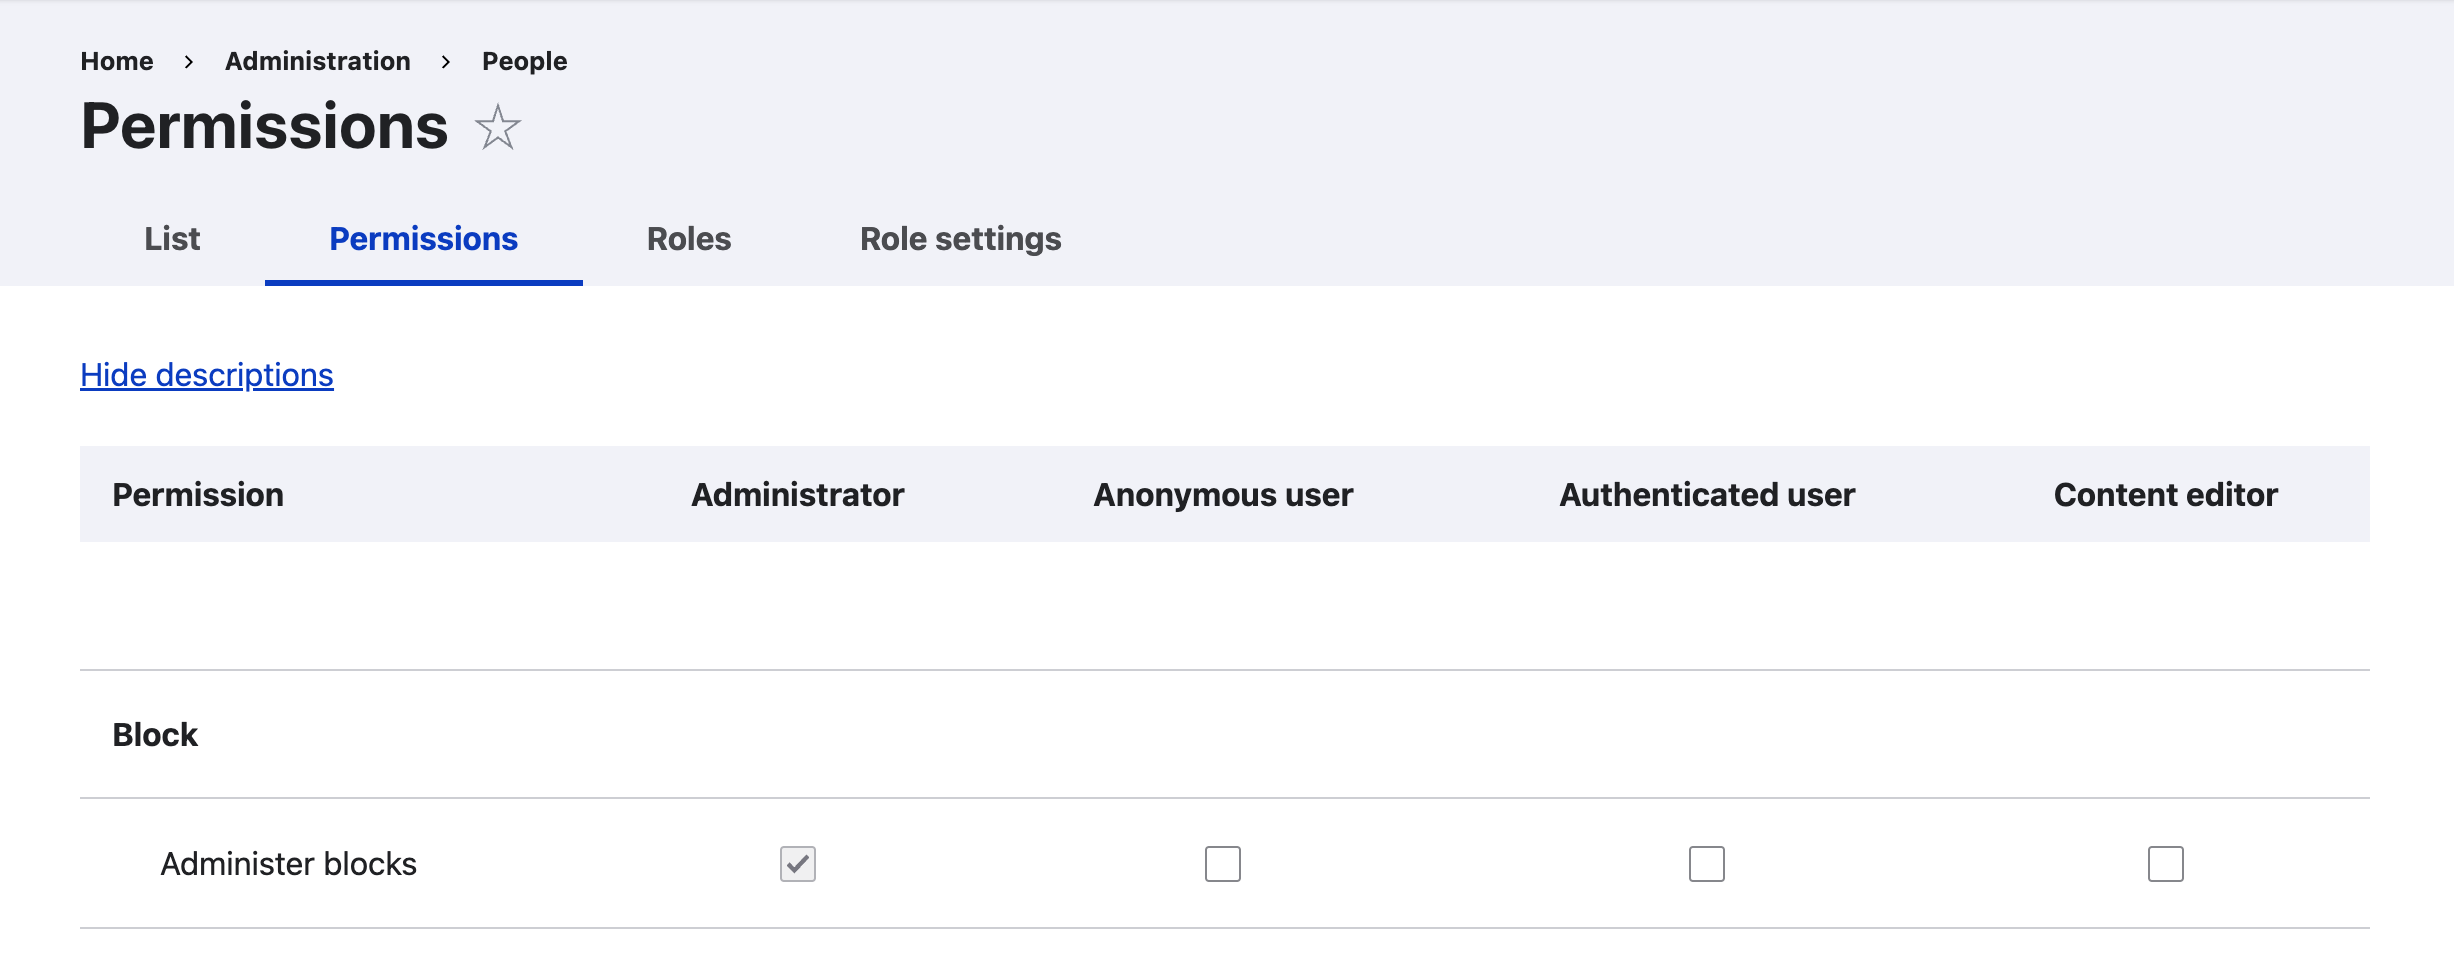 Home > Administration > People
Permissions
List Permissions Roles Role settings
Hide descriptions
Permission Administrator Anonymous user Authenticated user Content editor
Block
Administer blocks